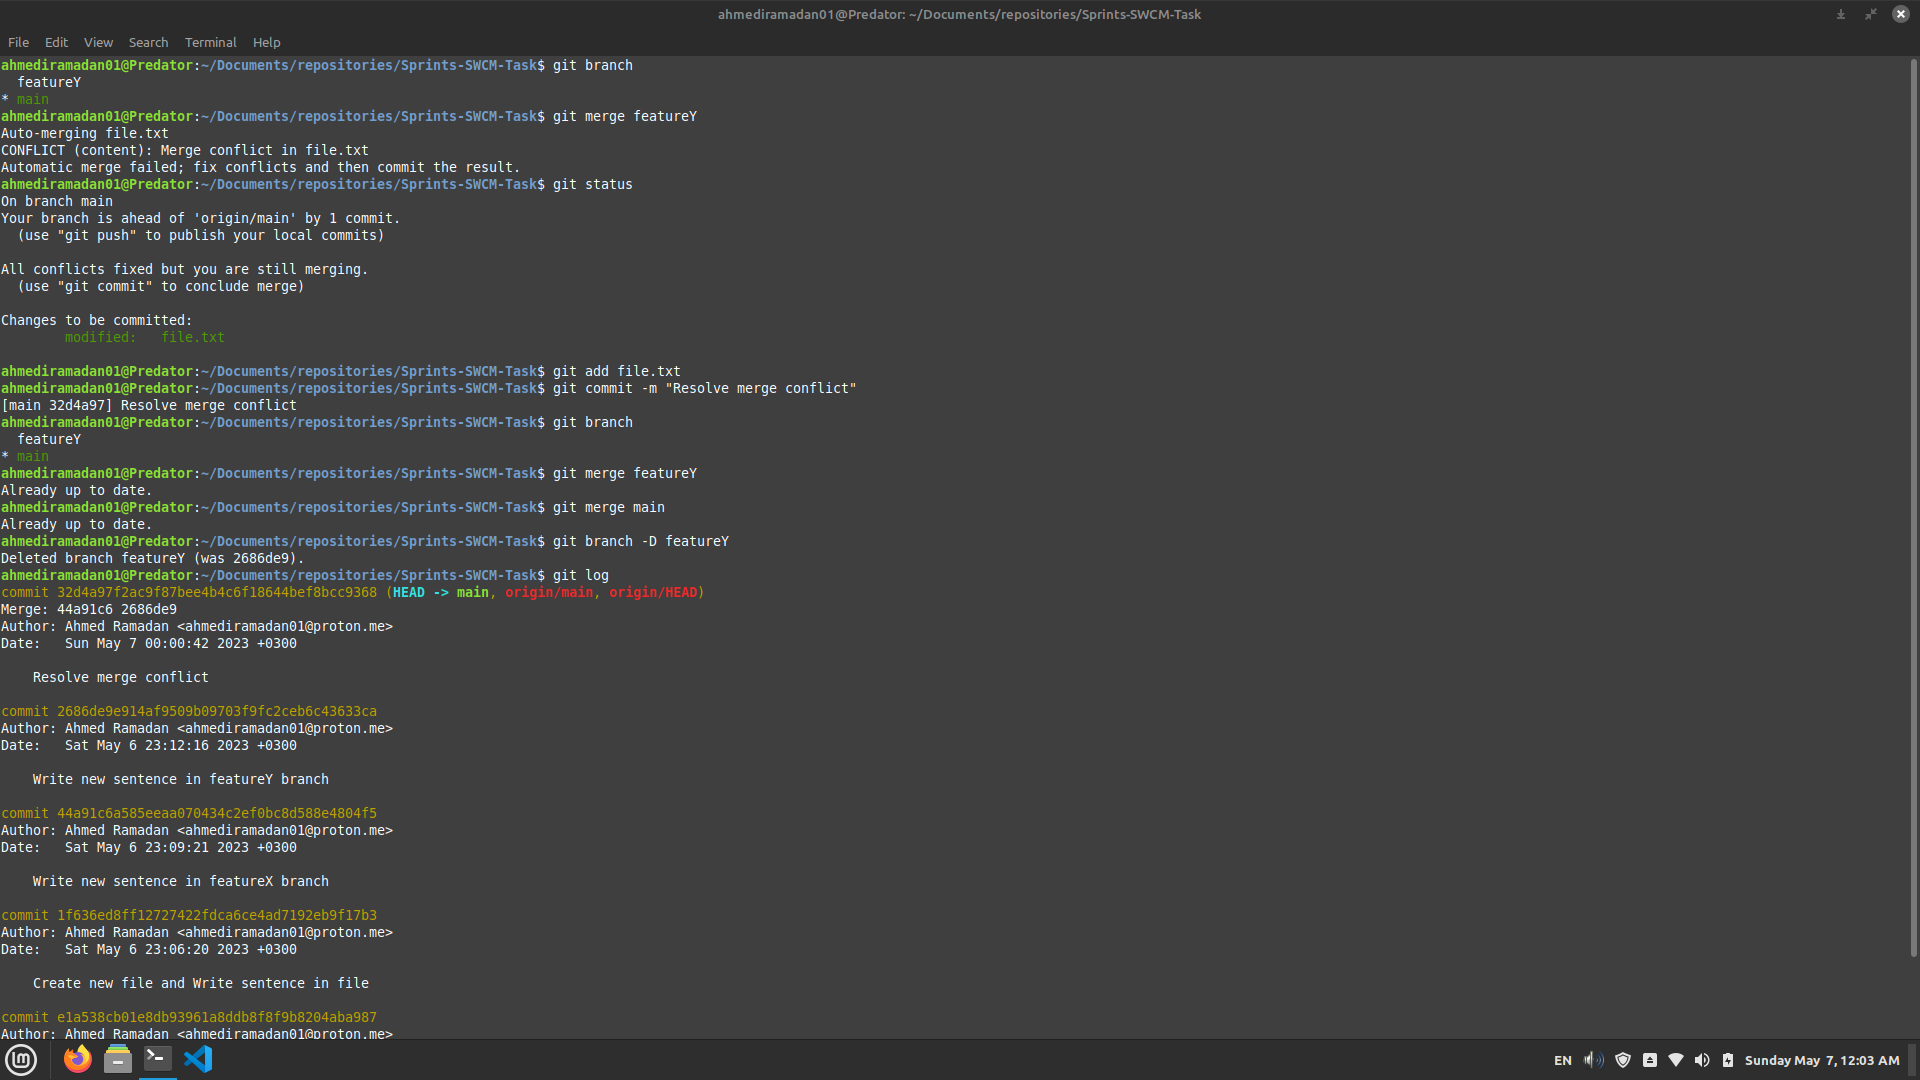 ahmediramadan01@Predator: ~/Documents/repositories/Sprints-SWCM-Task
File Edit View Search Terminal Help
ahmediramadan01@Predator:~/Documents/repositories/Sprints-SWCM-Task$ git branch
  featureY
* main
ahmediramadan01@Predator:~/Documents/repositories/Sprints-SWCM-Task$ git merge featureY
Auto-merging file.txt
CONFLICT (content): Merge conflict in file.txt
Automatic merge failed; fix conflicts and then commit the result.
ahmediramadan01@Predator:~/Documents/repositories/Sprints-SWCM-Task$ git status
On branch main
Your branch is ahead of 'origin/main' by 1 commit.
  (use "git push" to publish your local commits)

All conflicts fixed but you are still merging.
  (use "git commit" to conclude merge)

Changes to be committed:
        modified:   file.txt

ahmediramadan01@Predator:~/Documents/repositories/Sprints-SWCM-Task$ git add file.txt
ahmediramadan01@Predator:~/Documents/repositories/Sprints-SWCM-Task$ git commit -m "Resolve merge conflict"
[main 32d4a97] Resolve merge conflict
ahmediramadan01@Predator:~/Documents/repositories/Sprints-SWCM-Task$ git branch
  featureY
* main
ahmediramadan01@Predator:~/Documents/repositories/Sprints-SWCM-Task$ git merge featureY
Already up to date.
ahmediramadan01@Predator:~/Documents/repositories/Sprints-SWCM-Task$ git merge main
Already up to date.
ahmediramadan01@Predator:~/Documents/repositories/Sprints-SWCM-Task$ git branch -D featureY
Deleted branch featureY (was 2686de9).
ahmediramadan01@Predator:~/Documents/repositories/Sprints-SWCM-Task$ git log
commit 32d4a97f2ac9f87bee4b4c6f18644bef8bcc9368 (HEAD -> main, origin/main, origin/HEAD)
Merge: 44a91c6 2686de9
Author: Ahmed Ramadan <ahmediramadan01@proton.me>
Date:   Sun May 7 00:00:42 2023 +0300

    Resolve merge conflict

commit 2686de9e914af9509b09703f9fc2ceb6c43633ca
Author: Ahmed Ramadan <ahmediramadan01@proton.me>
Date:   Sat May 6 23:12:16 2023 +0300

    Write new sentence in featureY branch

commit 44a91c6a585eeaa070434c2ef0bc8d588e4804f5
Author: Ahmed Ramadan <ahmediramadan01@proton.me>
Date:   Sat May 6 23:09:21 2023 +0300

    Write new sentence in featureX branch

commit 1f636ed8ff12727422fdca6ce4ad7192eb9f17b3
Author: Ahmed Ramadan <ahmediramadan01@proton.me>
Date:   Sat May 6 23:06:20 2023 +0300

    Create new file and Write sentence in file

commit e1a538cb01e8db93961a8ddb8f8f9b8204aba987
Author: Ahmed Ramadan <ahmediramadan01@proton.me>
EN Sunday May 7, 12:03 AM